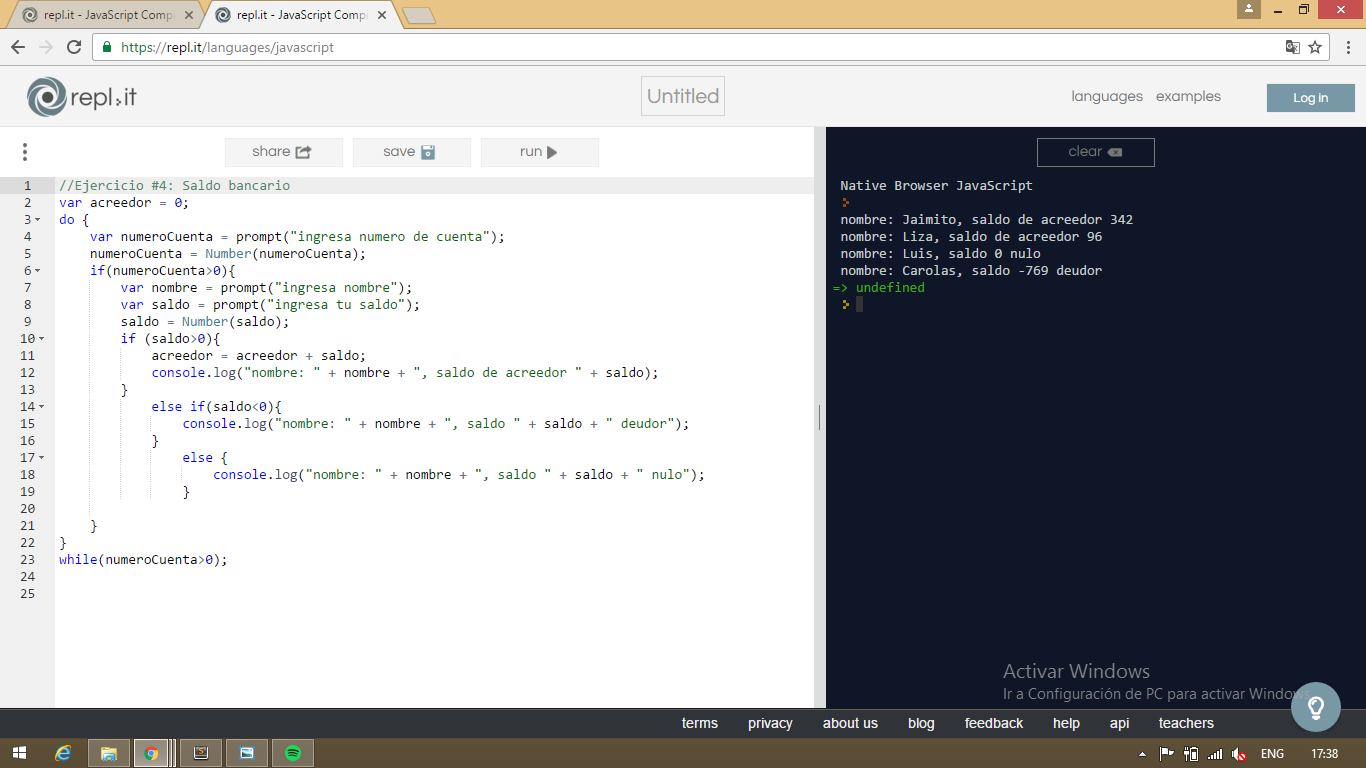 repl.it - JavaScript Compi
repl.it - JavaScript Compi
https://repl.it/languages/javascript
repl.it
Untitled
languages examples
Log in
share save run
clear
1 //Ejercicio #4: Saldo bancario
2 var acreedor = 0;
3 do {
4 var numeroCuenta = prompt("ingresa numero de cuenta");
5 numeroCuenta = Number(numeroCuenta);
6 if(numeroCuenta>0){
7 var nombre = prompt("ingresa nombre");
8 var saldo = prompt("ingresa tu saldo");
9 saldo = Number(saldo);
10 if (saldo>0){
11 acreedor = acreedor + saldo;
12 console.log("nombre: " + nombre + ", saldo de acreedor " + saldo);
13 }
14 else if(saldo<0){
15 console.log("nombre: " + nombre + ", saldo " + saldo + " deudor");
16 }
17 else {
18 console.log("nombre: " + nombre + ", saldo " + saldo + " nulo");
19 }
20
21 }
22 }
23 while(numeroCuenta>0);
24
25
Native Browser JavaScript
nombre: Jaimito, saldo de acreedor 342
nombre: Liza, saldo de acreedor 96
nombre: Luis, saldo 0 nulo
nombre: Carolas, saldo -769 deudor
=> undefined
Activar Windows
Ir a Configuración de PC para activar Windows.
terms privacy about us blog feedback help api teachers
ENG 17:38